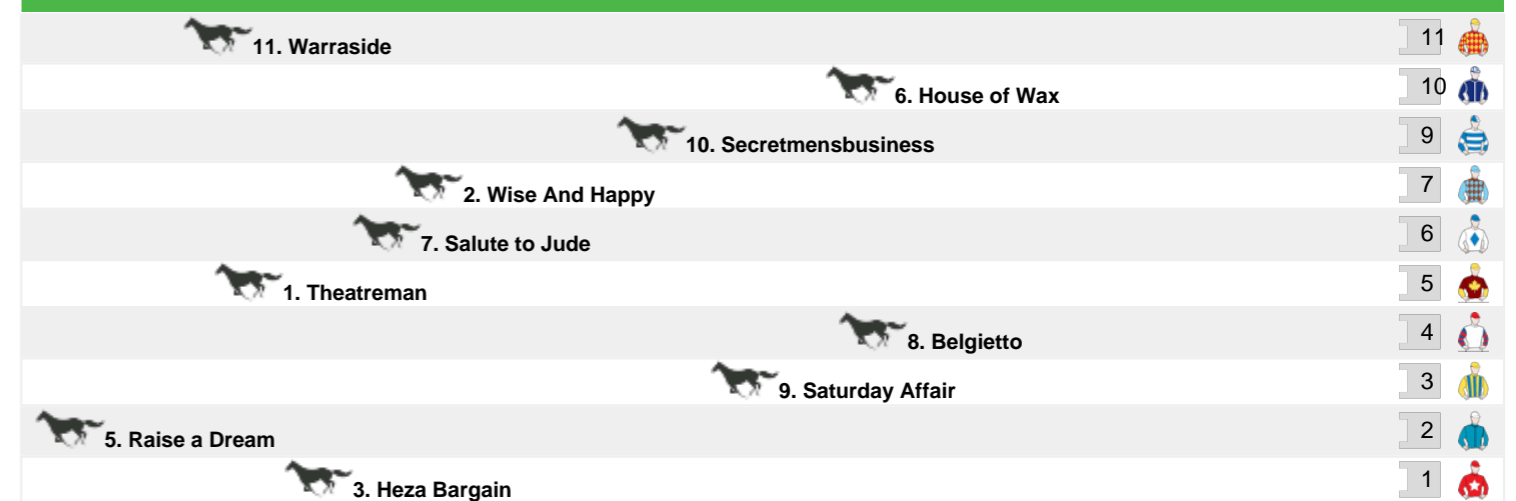 11. Warraside 11
6. House of Wax 10
10. Secretmensbusiness 9
2. Wise And Happy 7
7. Salute to Jude 6
1. Theatreman 5
8. Belgietto 4
9. Saturday Affair 3
5. Raise a Dream 2
3. Heza Bargain 1